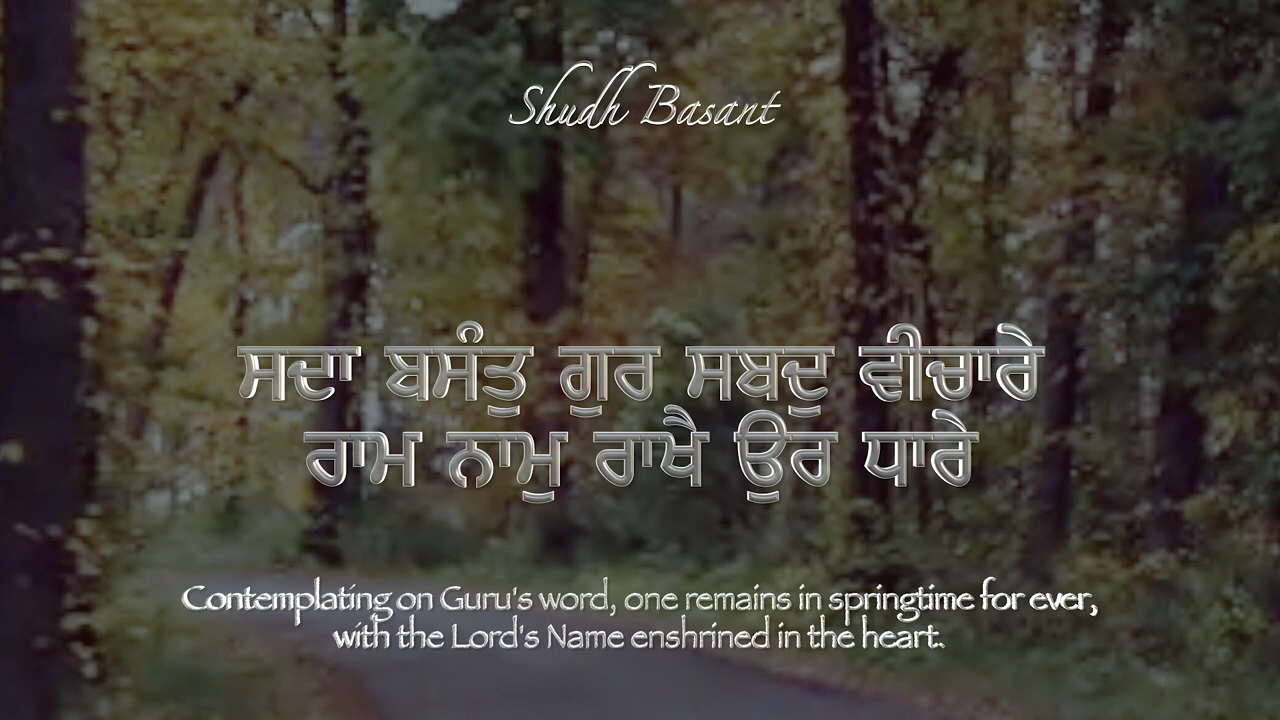 Shudh Basant
ਸਦਾ ਬਸੰਤੁ ਗੁਰ ਸਬਦੁ ਵੀਚਾਰੇ
ਰਾਮ ਨਾਮੁ ਰਾਖੈ ਉਰ ਧਾਰੇ
Contemplating on Guru's word, one remains in springtime for ever,
with the Lord's Name enshrined in the heart.